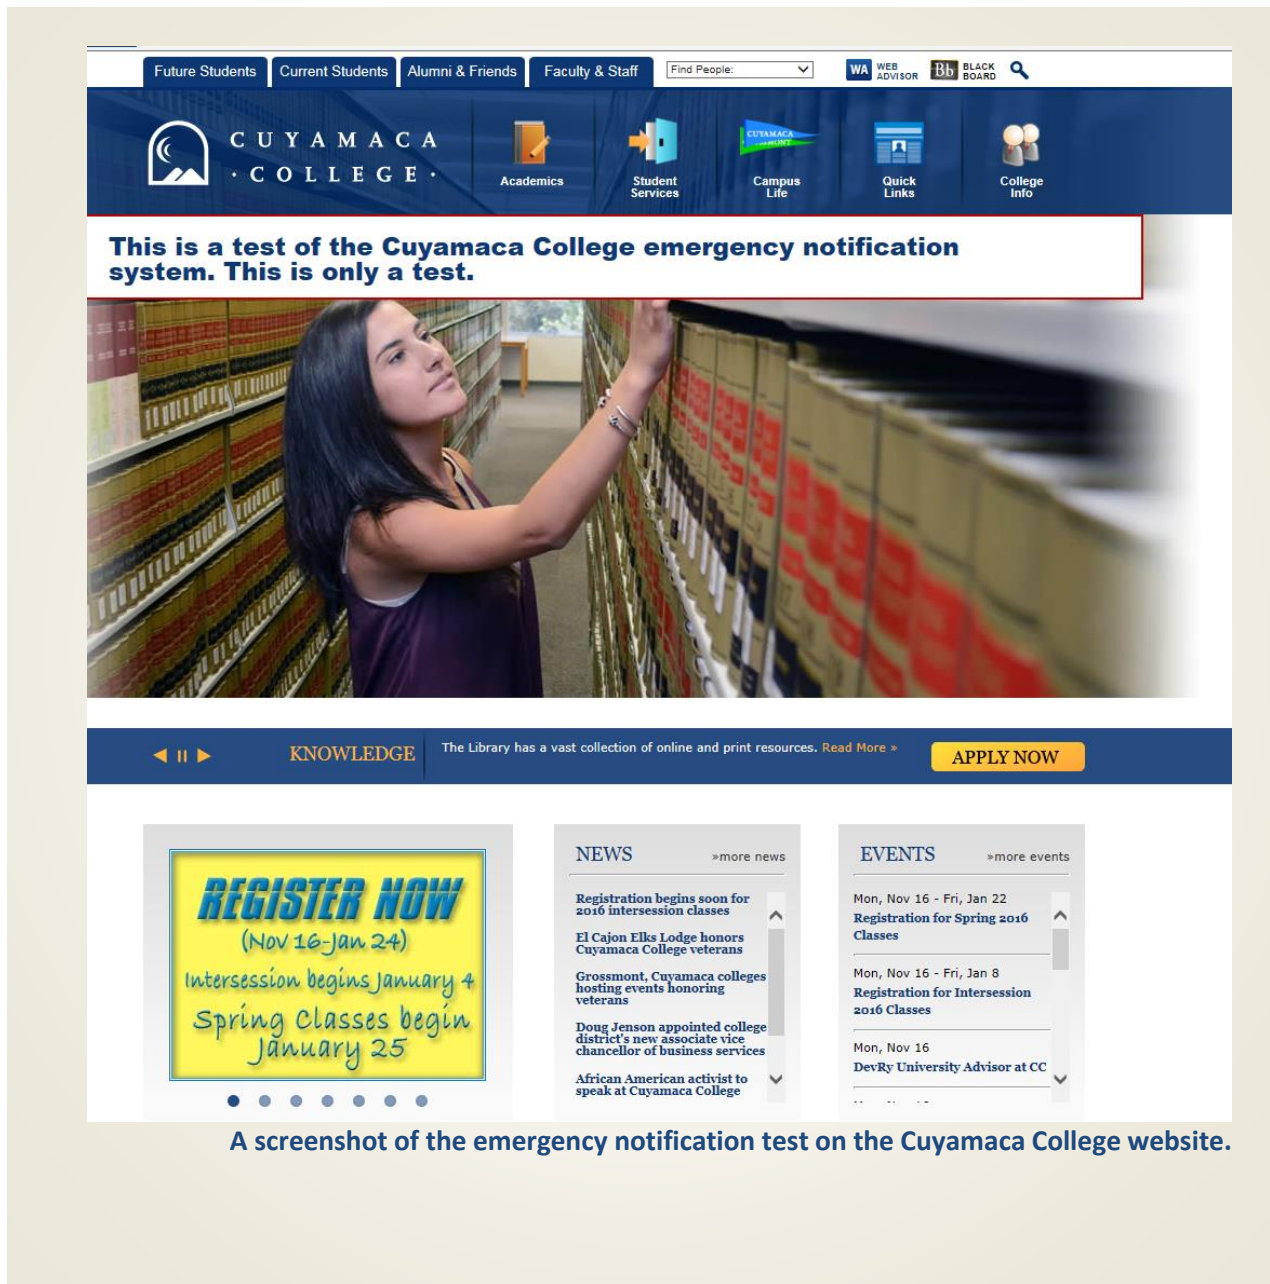 Future Students
Current Students
Alumni & Friends
Faculty & Staff
Find People:
WA WEB ADVISOR
Bb BLACK BOARD
CUYAMACA
· COLLEGE ·
Academics
Student
Services
CUYAMACA
Campus
Life
Quick
Links
College
Info
This is a test of the Cuyamaca College emergency notification
system. This is only a test.
KNOWLEDGE
The Library has a vast collection of online and print resources. Read More »
APPLY NOW
REGISTER NOW
(Nov 16-Jan 24)
Intersession begins January 4
Spring Classes begin
January 25
NEWS
»more news
Registration begins soon for
2016 intersession classes
El Cajon Elks Lodge honors
Cuyamaca College veterans
Grossmont, Cuyamaca colleges
hosting events honoring
veterans
Doug Jenson appointed college
district's new associate vice
chancellor of business services
African American activist to
speak at Cuyamaca College
EVENTS
»more events
Mon, Nov 16 - Fri, Jan 22
Registration for Spring 2016
Classes
Mon, Nov 16 - Fri, Jan 8
Registration for Intersession
2016 Classes
Mon, Nov 16
DevRy University Advisor at CC
A screenshot of the emergency notification test on the Cuyamaca College website.